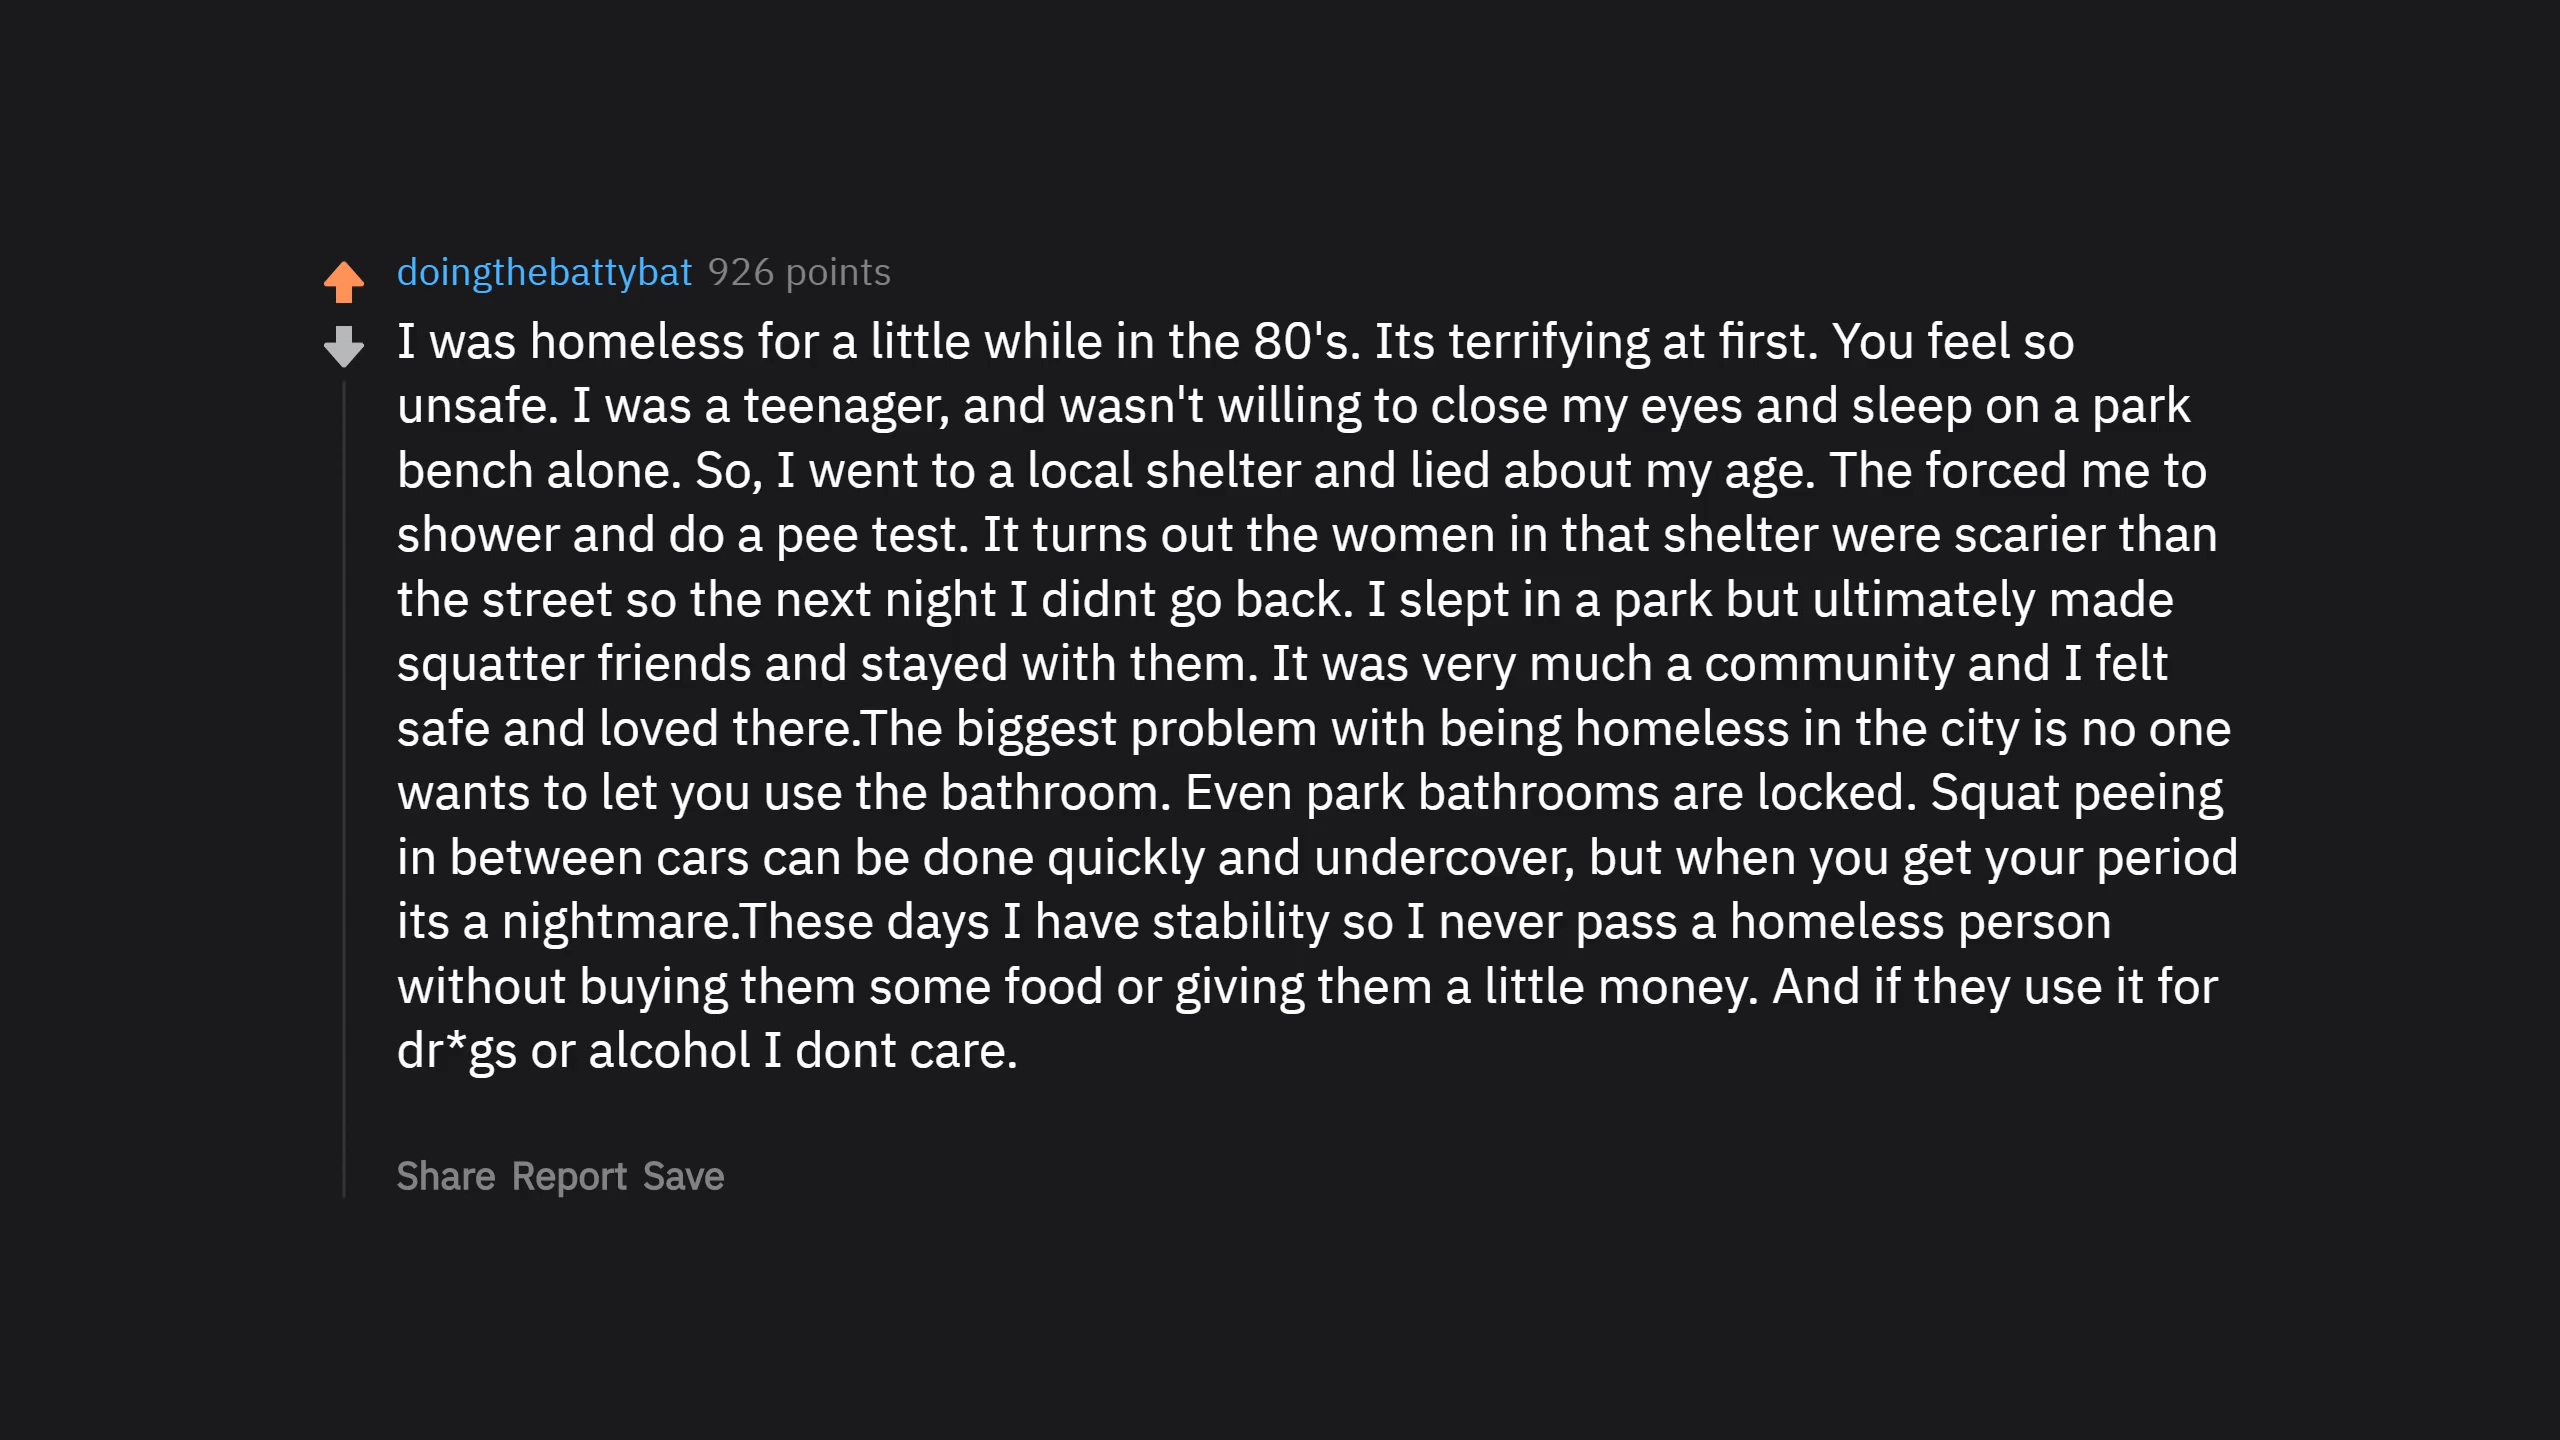 doingthebattybat 926 points
I was homeless for a little while in the 80's. Its terrifying at first. You feel so
unsafe. I was a teenager, and wasn't willing to close my eyes and sleep on a park
bench alone. So, I went to a local shelter and lied about my age. The forced me to
shower and do a pee test. It turns out the women in that shelter were scarier than
the street so the next night I didnt go back. I slept in a park but ultimately made
squatter friends and stayed with them. It was very much a community and I felt
safe and loved there.The biggest problem with being homeless in the city is no one
wants to let you use the bathroom. Even park bathrooms are locked. Squat peeing
in between cars can be done quickly and undercover, but when you get your period
its a nightmare.These days I have stability so I never pass a homeless person
without buying them some food or giving them a little money. And if they use it for
dr*gs or alcohol I dont care.
Share Report Save